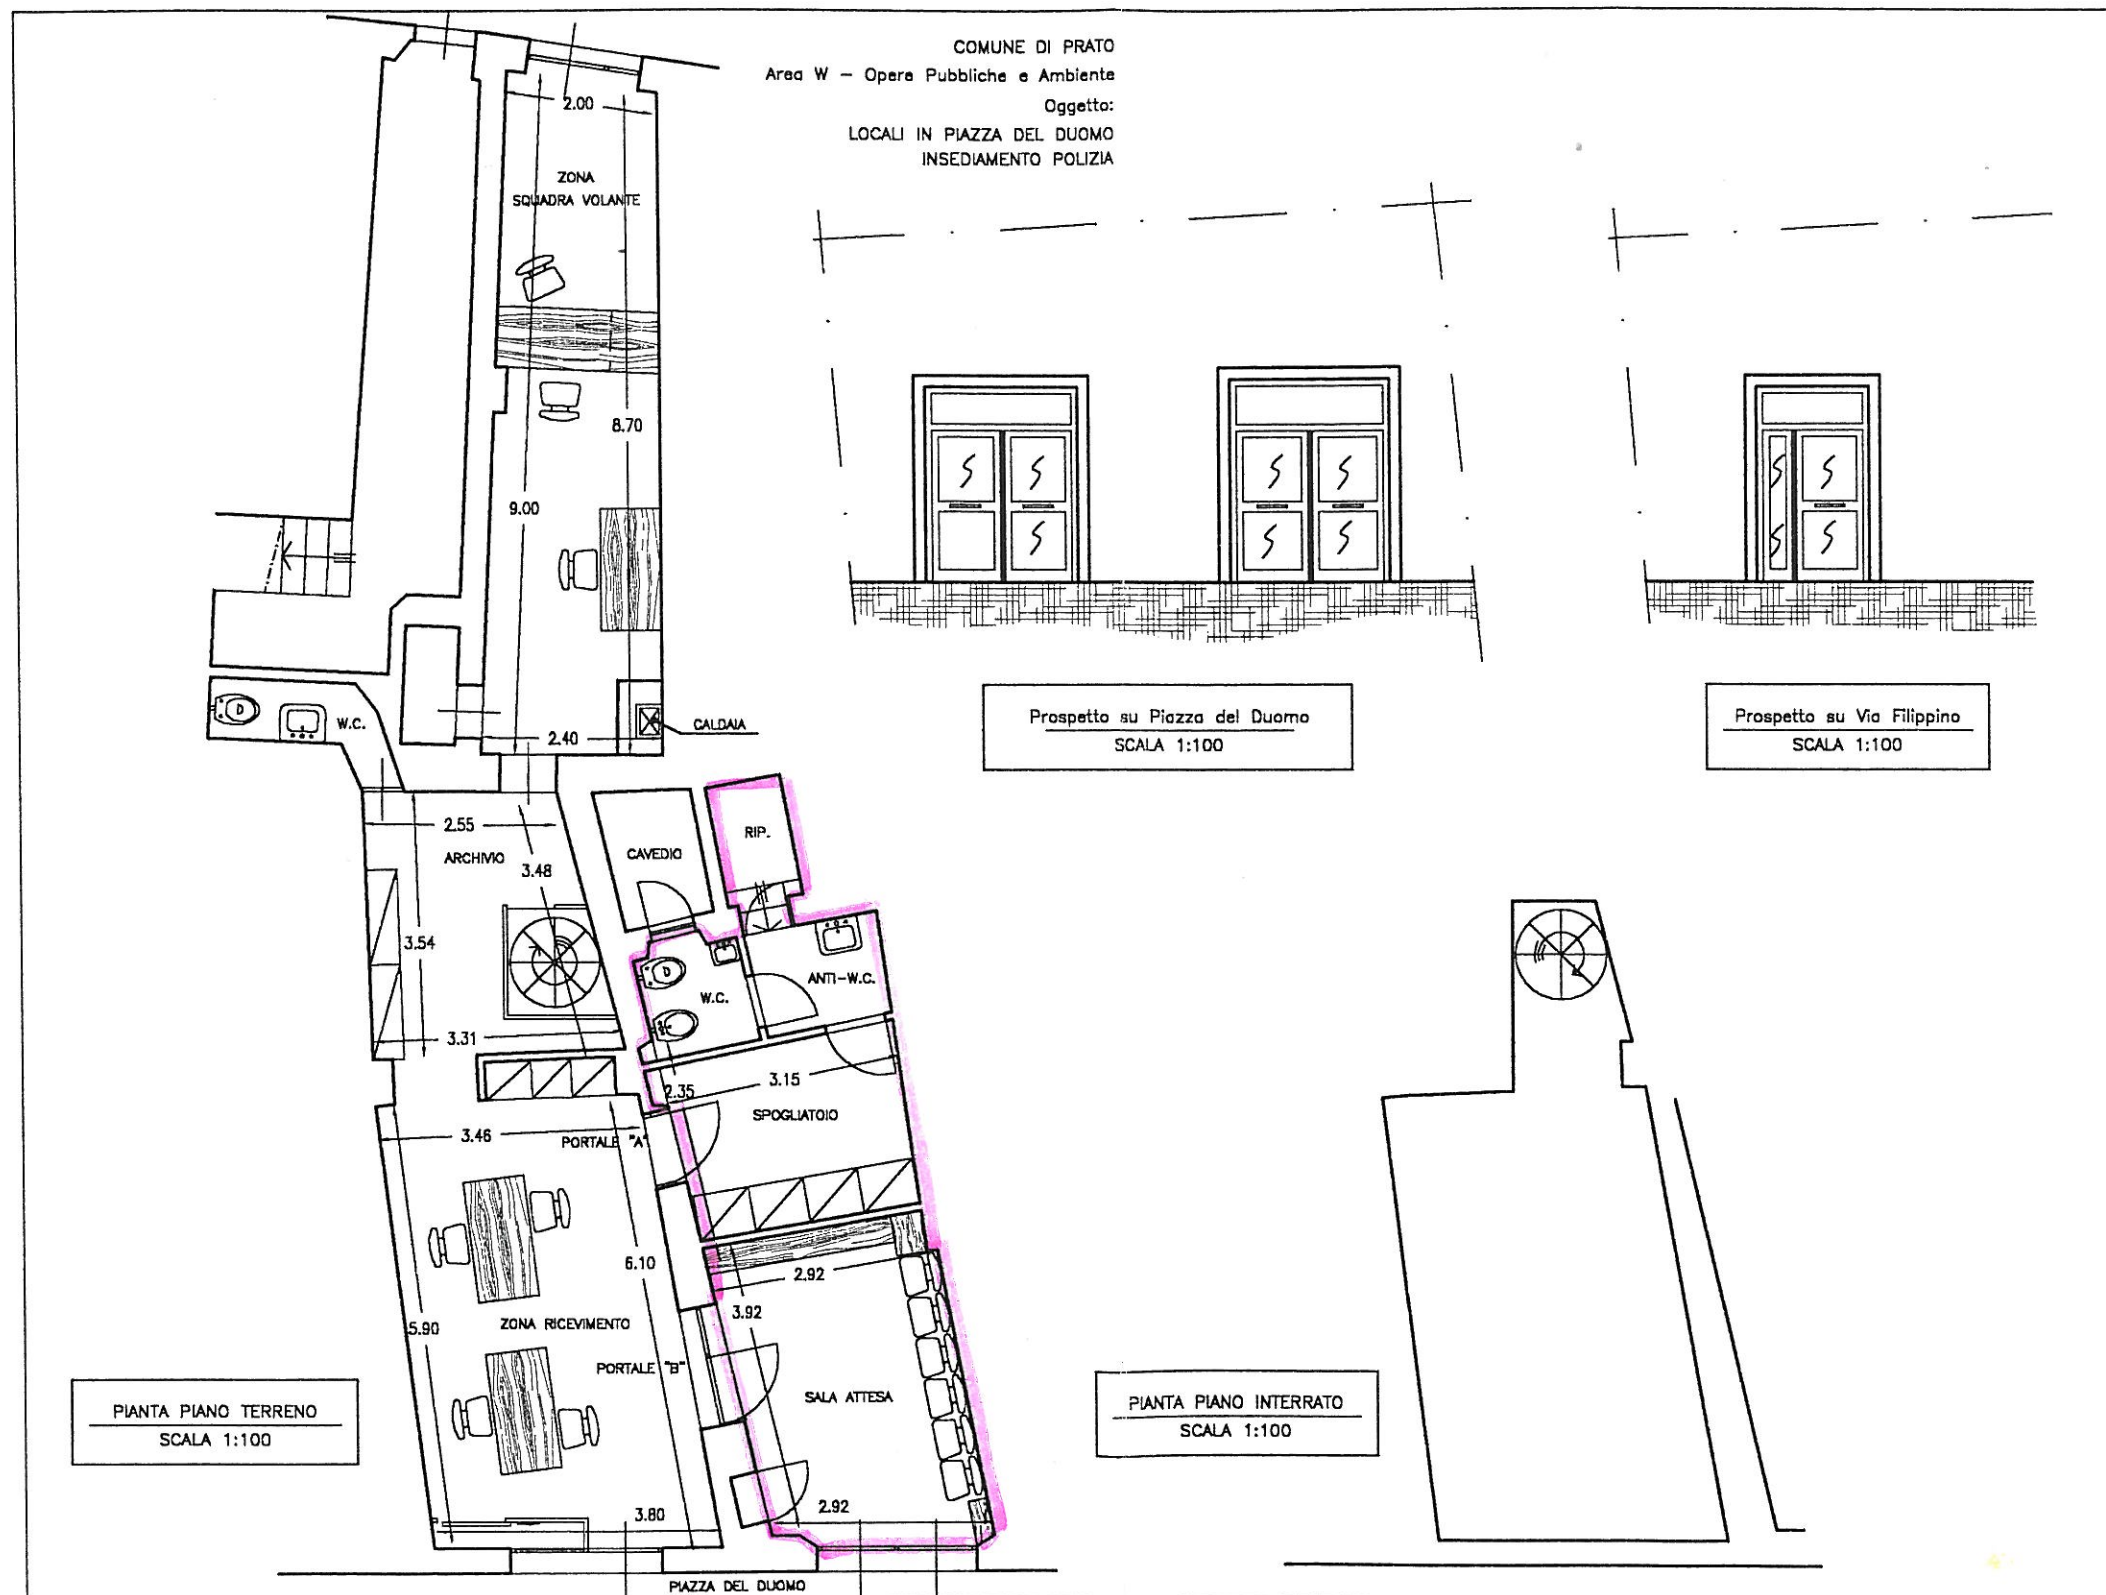 COMUNE DI PRATO
Area W – Opere Pubbliche e Ambiente
Oggetto:
LOCALI IN PIAZZA DEL DUOMO
INSEDIAMENTO POLIZIA
2.00
ZONA
SQUADRA VOLANTE
8.70
9.00
W.C.
2.40
CALDAIA
Prospetto su Piazza del Duomo
SCALA 1:100
Prospetto su Via Filippino
SCALA 1:100
2.55
ARCHIVIO
3.48
3.54
3.31
CAVEDIO
RIP.
ANTI-W.C.
W.C.
D
D
2.35
3.15
SPOGLIATOIO
3.46
PORTALE "A"
6.10
2.92
3.92
5.90
ZONA RICEVIMENTO
PORTALE "B"
SALA ATTESA
2.92
3.80
PIAZZA DEL DUOMO
PIANTA PIANO TERRENO
SCALA 1:100
PIANTA PIANO INTERRATO
SCALA 1:100